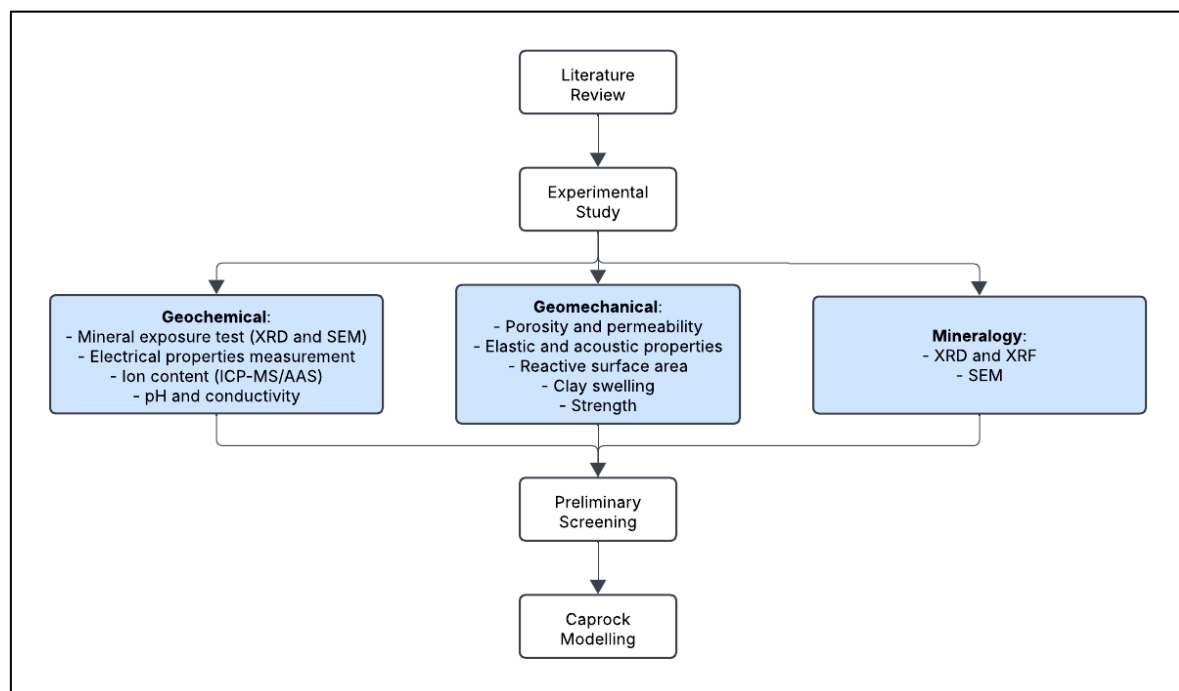 Literature
Review
Experimental
Study
Geochemical:
- Mineral exposure test (XRD and SEM)
- Electrical properties measurement
- Ion content (ICP-MS/AAS)
- pH and conductivity
Geomechanical:
- Porosity and permeability
- Elastic and acoustic properties
- Reactive surface area
- Clay swelling
- Strength
Mineralogy:
- XRD and XRF
- SEM
Preliminary
Screening
Caprock
Modelling